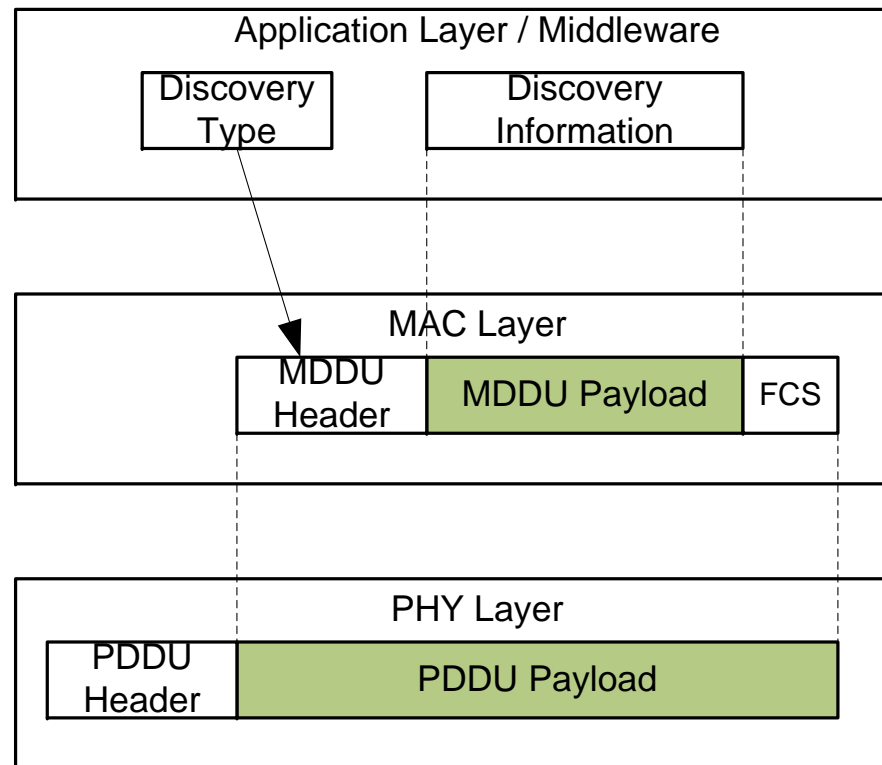 Application Layer / Middleware
Discovery
Type
Discovery
Information
MAC Layer
MDDU
Header
MDDU Payload
FCS
PHY Layer
PDDU
Header
PDDU Payload